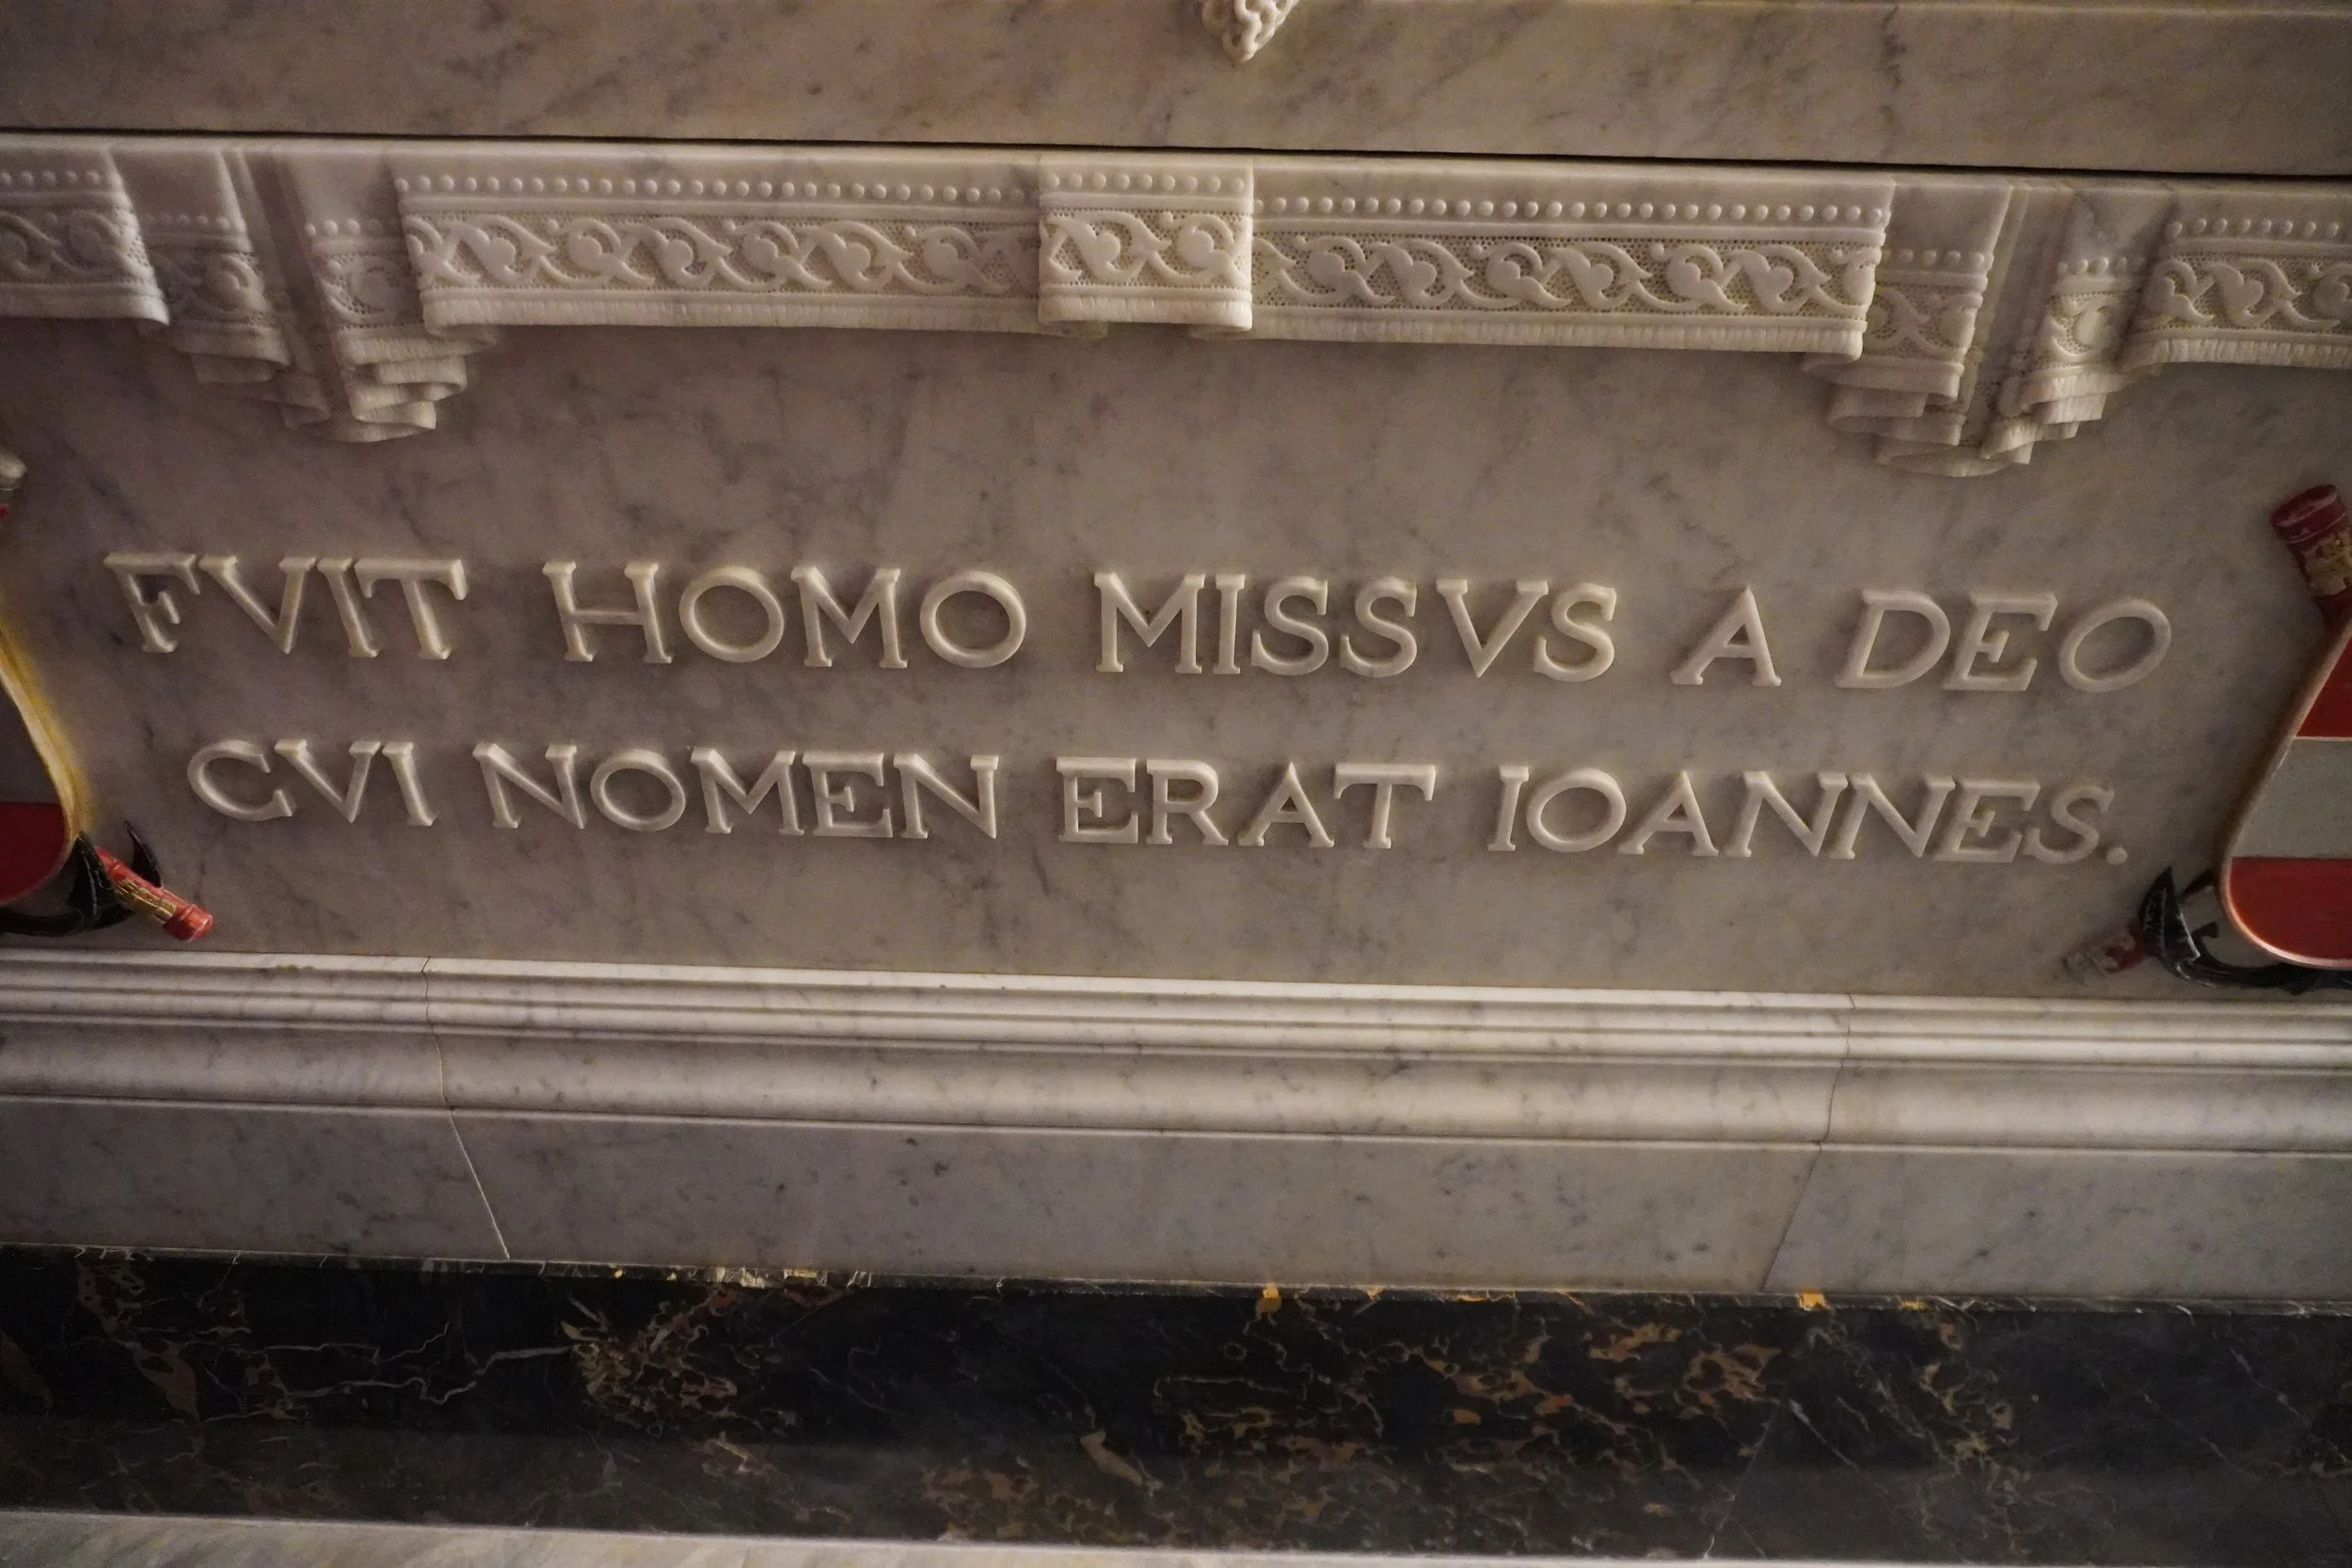 FVIT HOMO MISSVS A DEO
CVI NOMEN ERAT IOANNES.